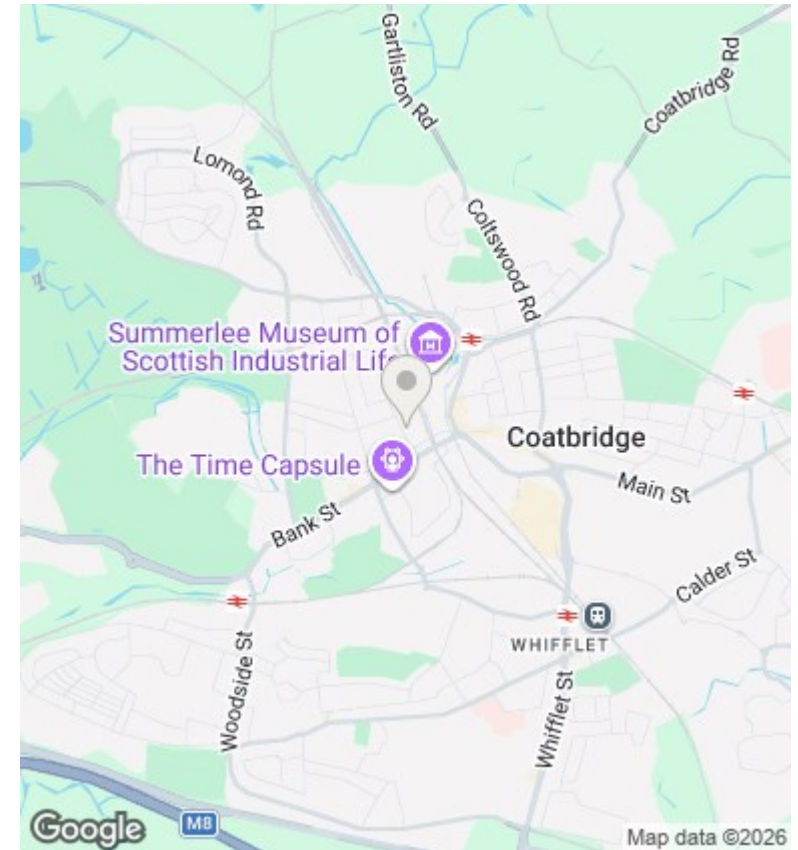 Gartliston Rd
Coatbridge Rd
Lomond Rd
Coltswood Rd
Summerlee Museum of
Scottish Industrial Life
Coatbridge
The Time Capsule
Main St
Bank St
Calder St
WHIFFLET
Woodside St
Whifflet St
M8
Google
Map data ©2026